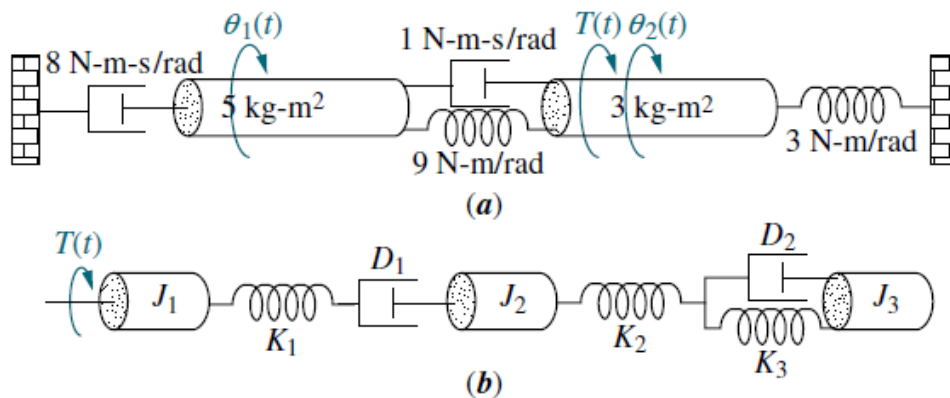 θ₁(t) 1 N-m-s/rad T(t) θ₂(t)
8 N-m-s/rad
5 kg-m² 3 kg-m²
9 N-m/rad 3 N-m/rad
(a)
T(t) D₁ D₂
J₁ J₂ J₃
K₁ K₂ K₃
(b)